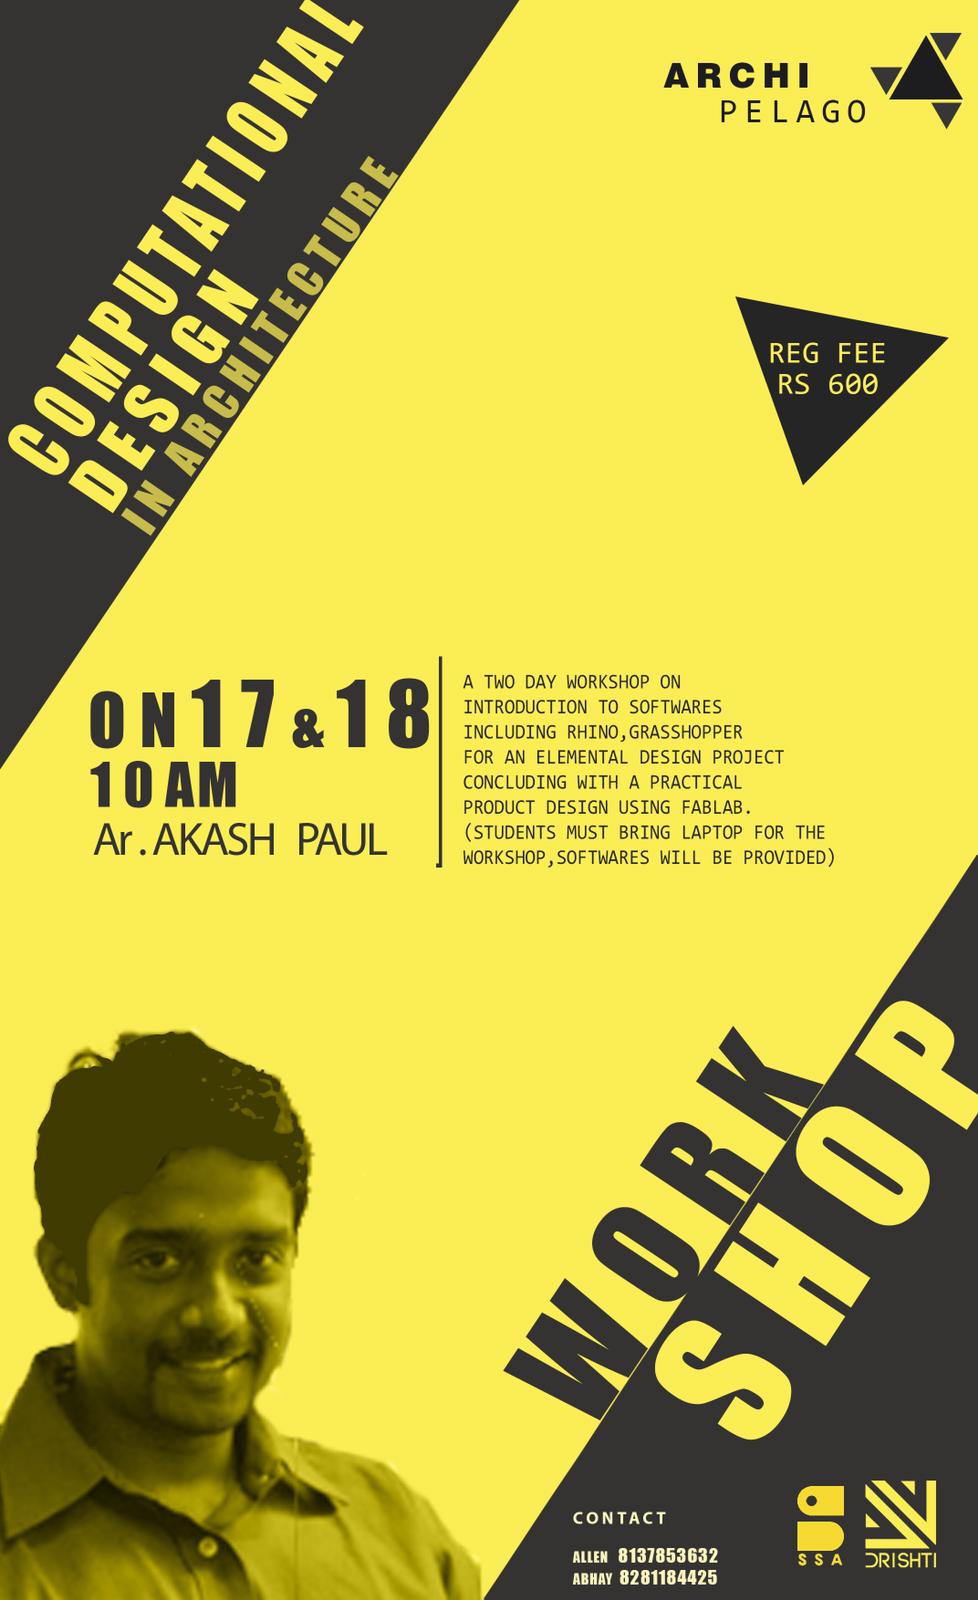 COMPUTATIONAL
DESIGN
IN ARCHITECTURE
ARCHI
PELAGO
REG FEE
RS 600
ON 17 & 18
10 AM
Ar. AKASH PAUL
A TWO DAY WORKSHOP ON
INTRODUCTION TO SOFTWARES
INCLUDING RHINO,GRASSHOPPER
FOR AN ELEMENTAL DESIGN PROJECT
CONCLUDING WITH A PRACTICAL
PRODUCT DESIGN USING FABLAB.
(STUDENTS MUST BRING LAPTOP FOR THE
WORKSHOP,SOFTWARES WILL BE PROVIDED)
WORK
SHOP
CONTACT
ALLEN 8137853632
ABHAY 8281184425
SSA
DRISHTI